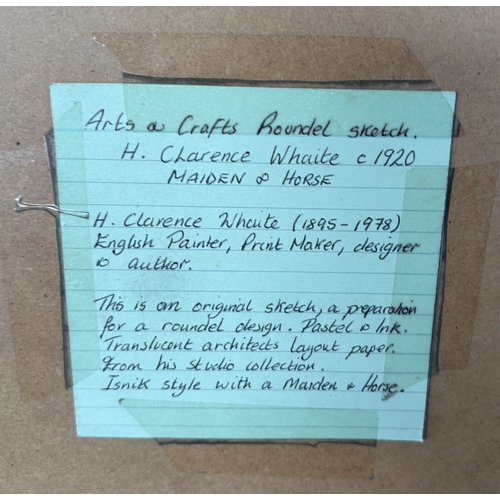 Arts & Crafts Roundel sketch.
H. Clarence Whaite c 1920
MAIDEN & HORSE
H. Clarence Whaite (1895-1978)
English Painter, Print Maker, designer
& author.
This is an original sketch, a preparation
for a roundel design. Pastel & Ink.
Translucent architects layout paper.
From his studio collection.
Isnik style with a Maiden & Horse.